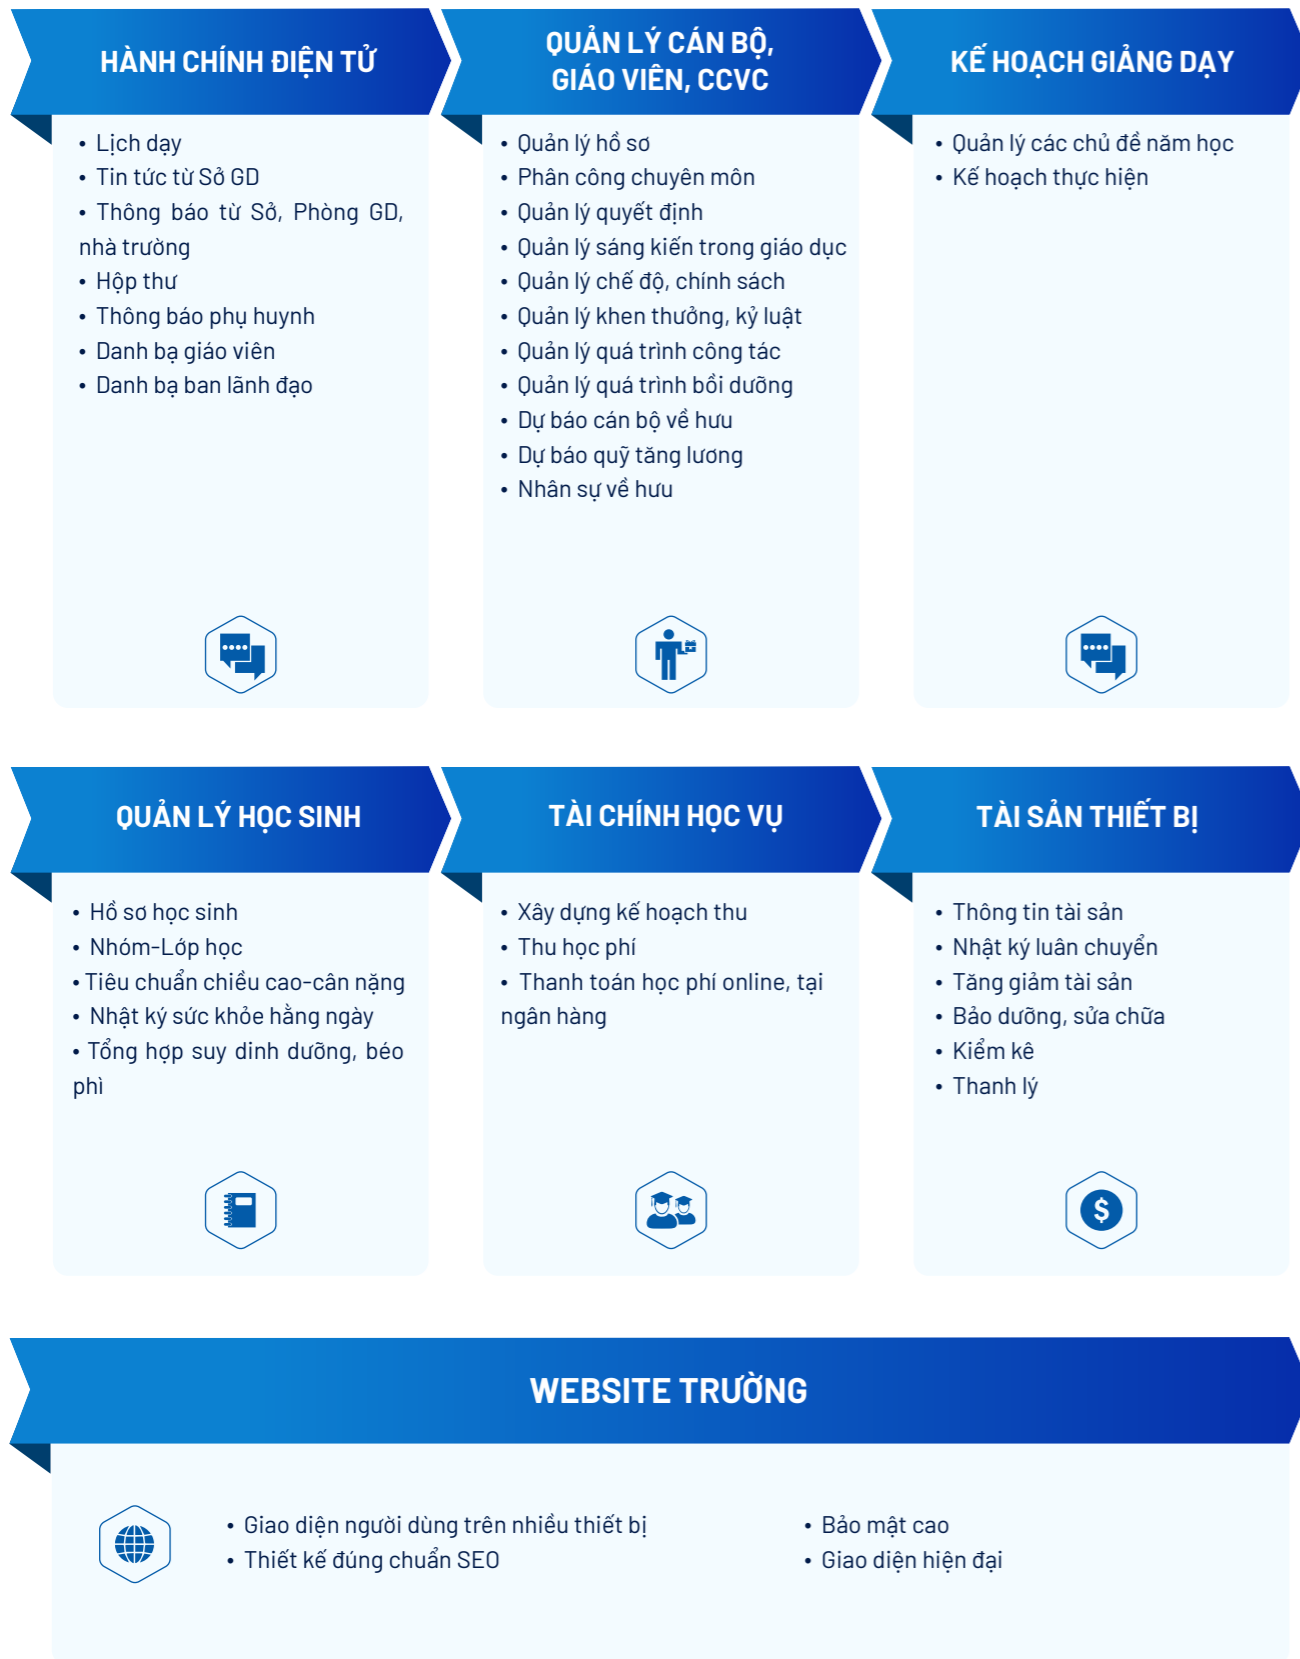 HÀNH CHÍNH ĐIỆN TỬ
• Lịch dạy
• Tin tức từ Sở GD
• Thông báo từ Sở, Phòng GD,
nhà trường
• Hộp thư
• Thông báo phụ huynh
• Danh bạ giáo viên
• Danh bạ ban lãnh đạo
QUẢN LÝ CÁN BỘ,
GIÁO VIÊN, CCVC
• Quản lý hồ sơ
• Phân công chuyên môn
• Quản lý quyết định
• Quản lý sáng kiến trong giáo dục
• Quản lý chế độ, chính sách
• Quản lý khen thưởng, kỷ luật
• Quản lý quá trình công tác
• Quản lý quá trình bồi dưỡng
• Dự báo cán bộ về hưu
• Dự báo quỹ tăng lương
• Nhân sự về hưu
KẾ HOẠCH GIẢNG DẠY
• Quản lý các chủ đề năm học
• Kế hoạch thực hiện
QUẢN LÝ HỌC SINH
• Hồ sơ học sinh
• Nhóm-Lớp học
• Tiêu chuẩn chiều cao-cân nặng
• Nhật ký sức khỏe hằng ngày
• Tổng hợp suy dinh dưỡng, béo
phì
TÀI CHÍNH HỌC VỤ
• Xây dựng kế hoạch thu
• Thu học phí
• Thanh toán học phí online, tại
ngân hàng
TÀI SẢN THIẾT BỊ
• Thông tin tài sản
• Nhật ký luân chuyển
• Tăng giảm tài sản
• Bảo dưỡng, sửa chữa
• Kiểm kê
• Thanh lý
WEBSITE TRƯỜNG
• Giao diện người dùng trên nhiều thiết bị
• Thiết kế đúng chuẩn SEO
• Bảo mật cao
• Giao diện hiện đại